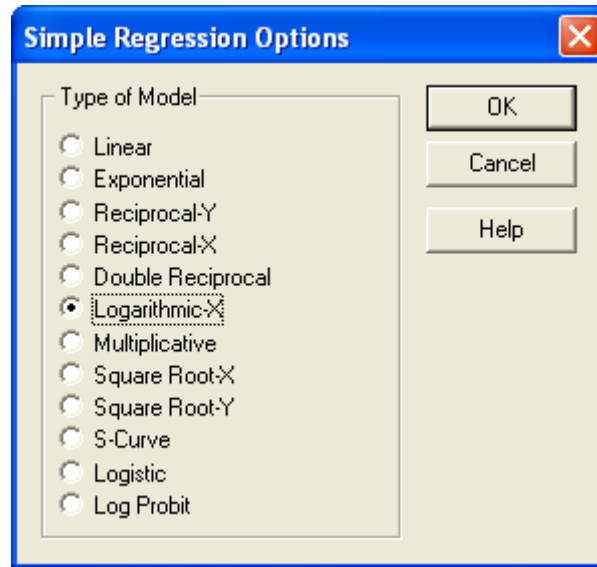 Simple Regression Options
Type of Model
Linear
Exponential
Reciprocal-Y
Reciprocal-X
Double Reciprocal
Logarithmic-X
Multiplicative
Square Root-X
Square Root-Y
S-Curve
Logistic
Log Probit
OK
Cancel
Help